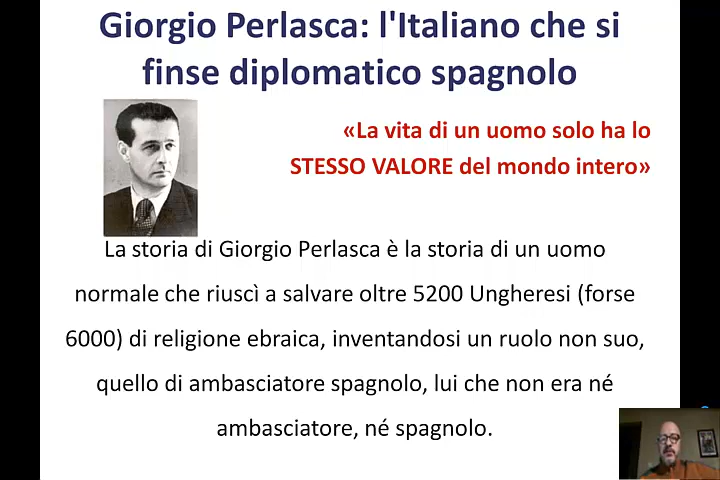 Giorgio Perlasca: l'Italiano che si
finse diplomatico spagnolo
«La vita di un uomo solo ha lo
STESSO VALORE del mondo intero»
La storia di Giorgio Perlasca è la storia di un uomo
normale che riuscì a salvare oltre 5200 Ungheresi (forse
6000) di religione ebraica, inventandosi un ruolo non suo,
quello di ambasciatore spagnolo, lui che non era né
ambasciatore, né spagnolo.